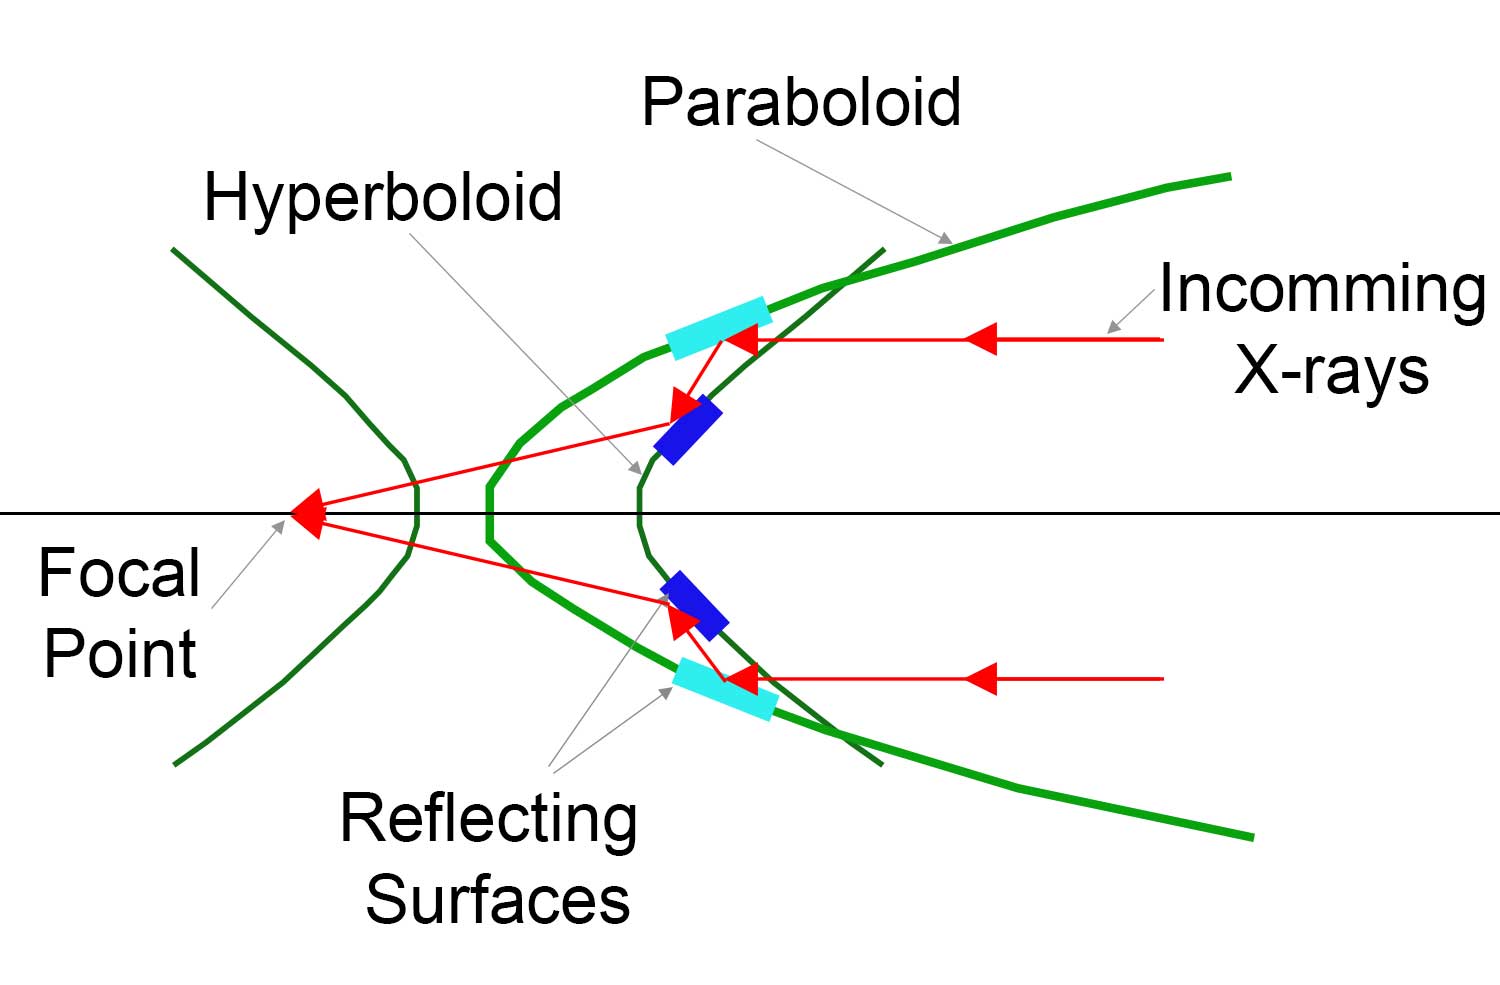 Paraboloid
Hyperboloid
Incomming
X-rays
Focal
Point
Reflecting
Surfaces